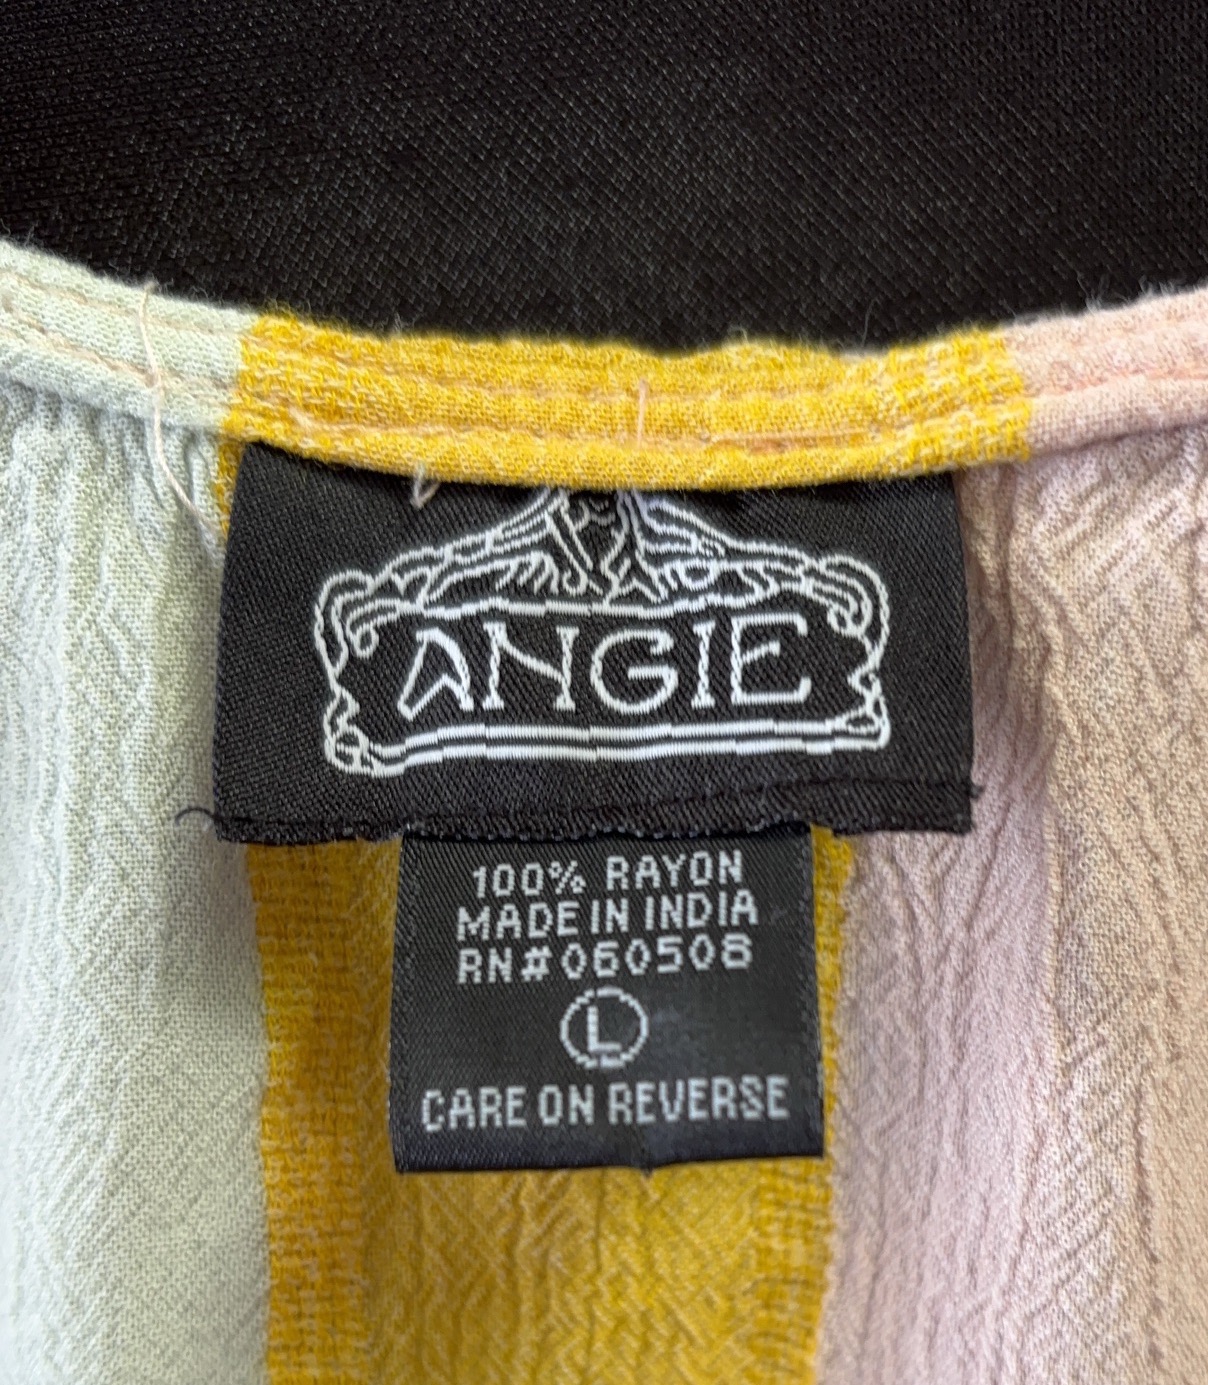 ANGIE
100% RAYON
MADE IN INDIA
RN#060508
L
CARE ON REVERSE